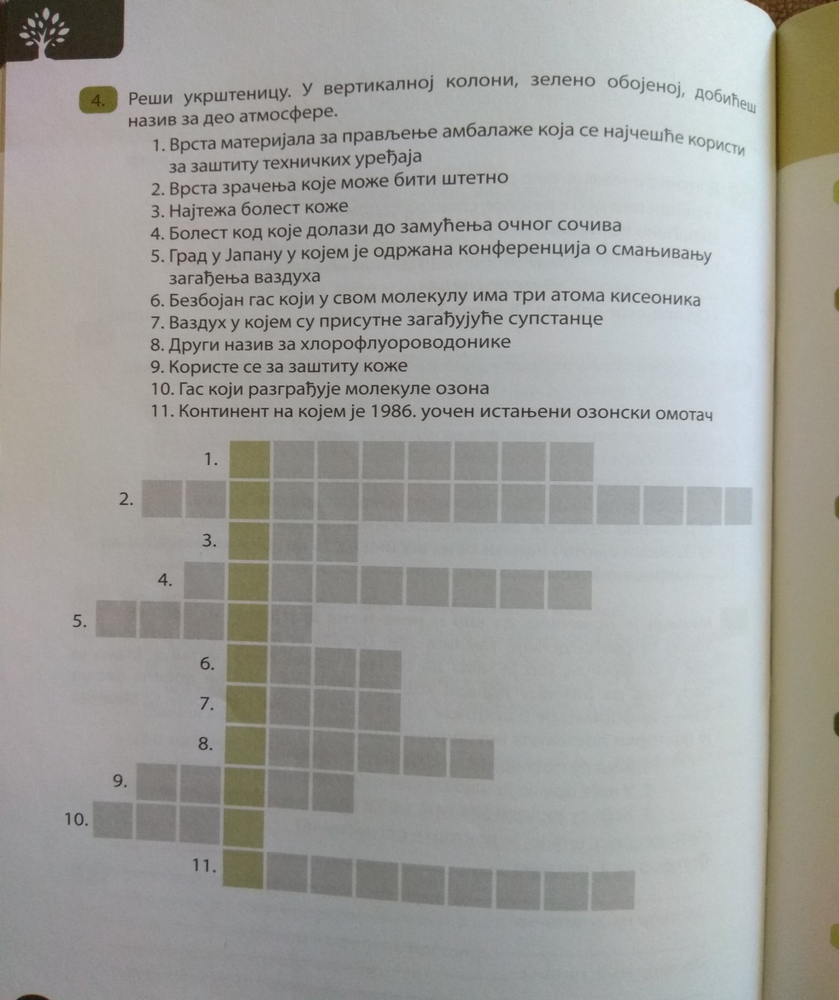 4. Реши укрштеницу. У вертикалној колони, зелено обојеној, добићеш
назив за део атмосфере.
1. Врста материјала за прављење амбалаже која се најчешће користи
за заштиту техничких уређаја
2. Врста зрачења које може бити штетно
3. Најтежа болест коже
4. Болест код које долази до замућења очног сочива
5. Град у Јапану у којем је одржана конференција о смањивању
загађења ваздуха
6. Безбојан гас који у свом молекулу има три атома кисеоника
7. Ваздух у којем су присутне загађујуће супстанце
8. Други назив за хлорофлуороводонике
9. Користе се за заштиту коже
10. Гас који разграђује молекуле озона
11. Континент на којем је 1986. уочен истањени озонски омотач
1.
2.
3.
4.
5.
6.
7.
8.
9.
10.
11.